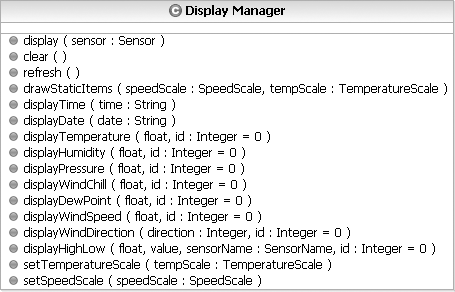 C Display Manager
display ( sensor : Sensor )
clear ( )
refresh ( )
drawStaticItems ( speedScale : SpeedScale, tempScale : TemperatureScale )
displayTime ( time : String )
displayDate ( date : String )
displayTemperature ( float, id : Integer = 0 )
displayHumidity ( float, id : Integer = 0 )
displayPressure ( float, id : Integer = 0 )
displayWindChill ( float, id : Integer = 0 )
displayDewPoint ( float, id : Integer = 0 )
displayWindSpeed ( float, id : Integer = 0 )
displayWindDirection ( direction : Integer, id : Integer = 0 )
displayHighLow ( float, value, sensorName : SensorName, id : Integer = 0 )
setTemperatureScale ( tempScale : TemperatureScale )
setSpeedScale ( speedScale : SpeedScale )